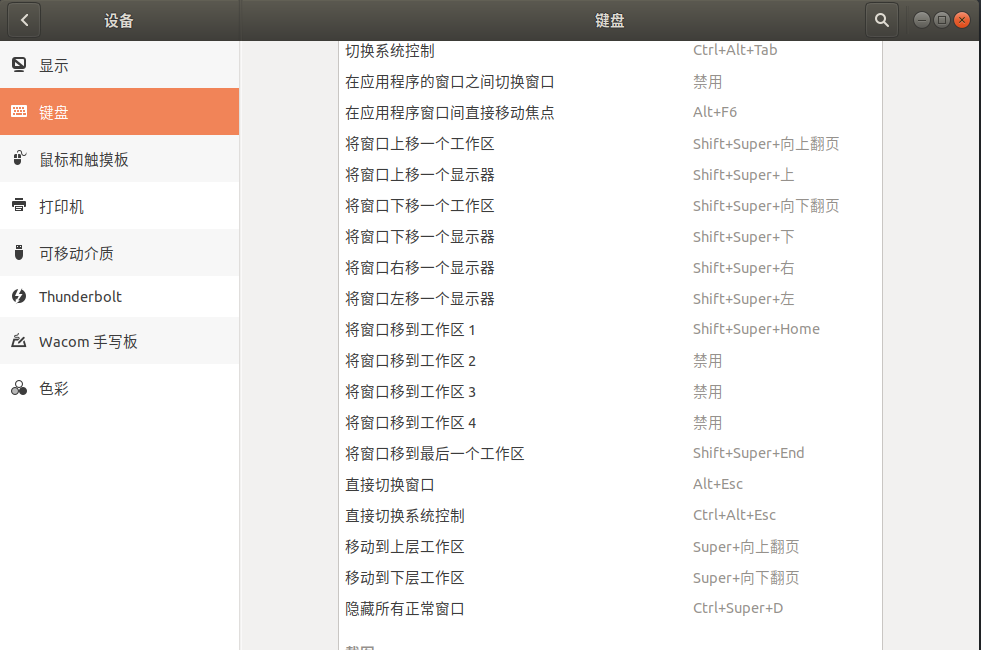 设备
键盘
显示
键盘
鼠标和触摸板
打印机
可移动介质
Thunderbolt
Wacom 手写板
色彩
切换系统控制 Ctrl+Alt+Tab
在应用程序的窗口之间切换窗口 禁用
在应用程序窗口间直接移动焦点 Alt+F6
将窗口上移一个工作区 Shift+Super+向上翻页
将窗口上移一个显示器 Shift+Super+上
将窗口下移一个工作区 Shift+Super+向下翻页
将窗口下移一个显示器 Shift+Super+下
将窗口右移一个显示器 Shift+Super+右
将窗口左移一个显示器 Shift+Super+左
将窗口移到工作区 1 Shift+Super+Home
将窗口移到工作区 2 禁用
将窗口移到工作区 3 禁用
将窗口移到工作区 4 禁用
将窗口移到最后一个工作区 Shift+Super+End
直接切换窗口 Alt+Esc
直接切换系统控制 Ctrl+Alt+Esc
移动到上层工作区 Super+向上翻页
移动到下层工作区 Super+向下翻页
隐藏所有正常窗口 Ctrl+Super+D